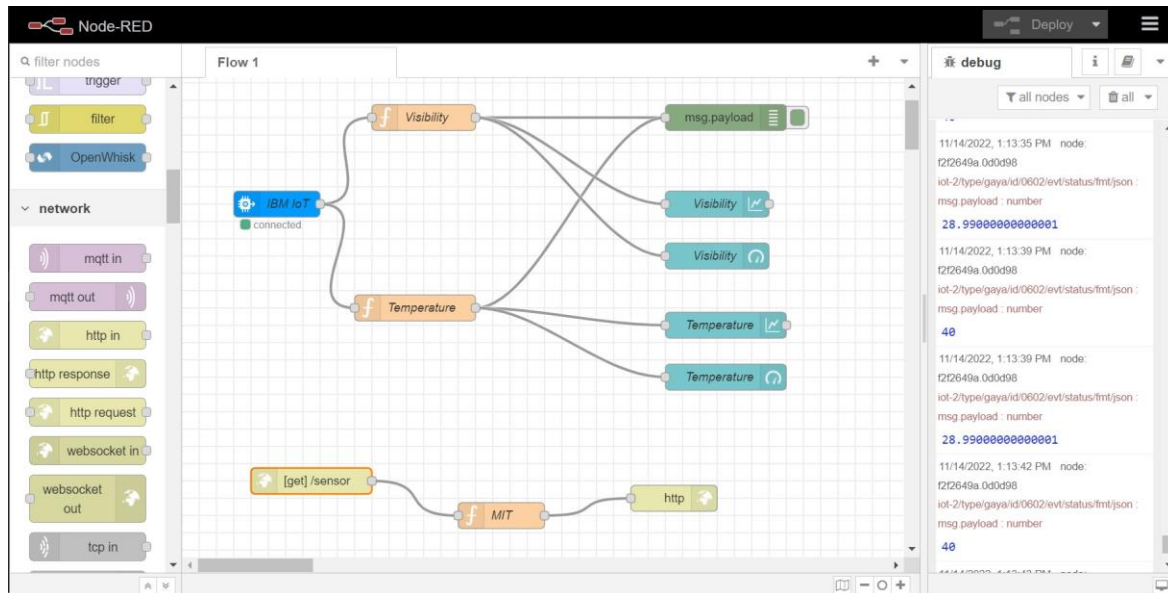 Node-RED
Deploy
filter nodes
trigger
filter
OpenWhisk
network
mqtt in
mqtt out
http in
http response
http request
websocket in
websocket
out
tcp in
Flow 1
Visibility
msg.payload
IBM IoT
connected
Visibility
Visibility
Temperature
Temperature
Temperature
[get] /sensor
MIT
http
debug
i
all nodes
all
11/14/2022, 1:13:35 PM node:
f2f2649a.0d0d98
iot-2/type/gaya/id/0602/evt/status/fmt/json :
msg.payload : number
28.99000000000001
11/14/2022, 1:13:39 PM node:
f2f2649a.0d0d98
iot-2/type/gaya/id/0602/evt/status/fmt/json :
msg.payload : number
40
11/14/2022, 1:13:39 PM node:
f2f2649a.0d0d98
iot-2/type/gaya/id/0602/evt/status/fmt/json :
msg.payload : number
28.99000000000001
11/14/2022, 1:13:42 PM node:
f2f2649a.0d0d98
iot-2/type/gaya/id/0602/evt/status/fmt/json :
msg.payload : number
40